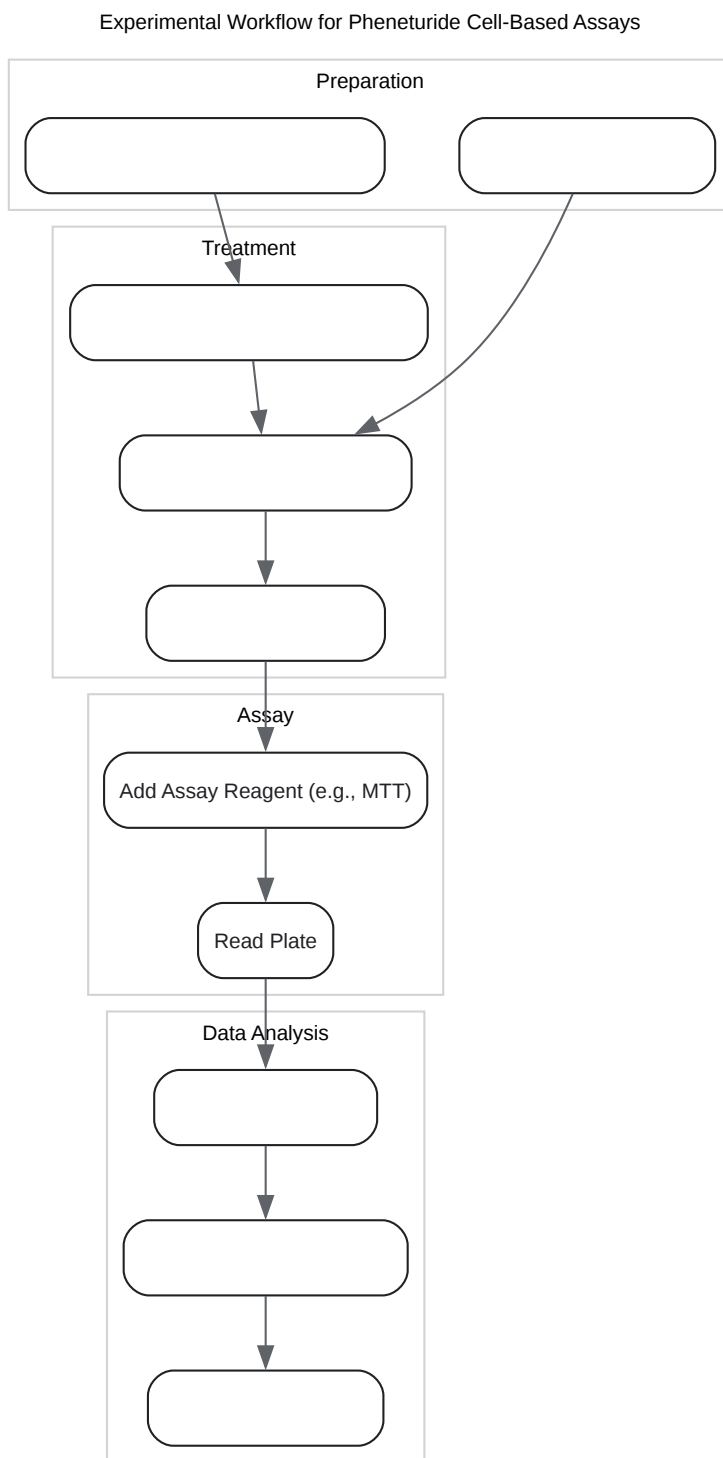 Experimental Workflow for Pheneturide Cell-Based Assays
Preparation
Treatment
Assay
Add Assay Reagent (e.g., MTT)
Read Plate
Data Analysis